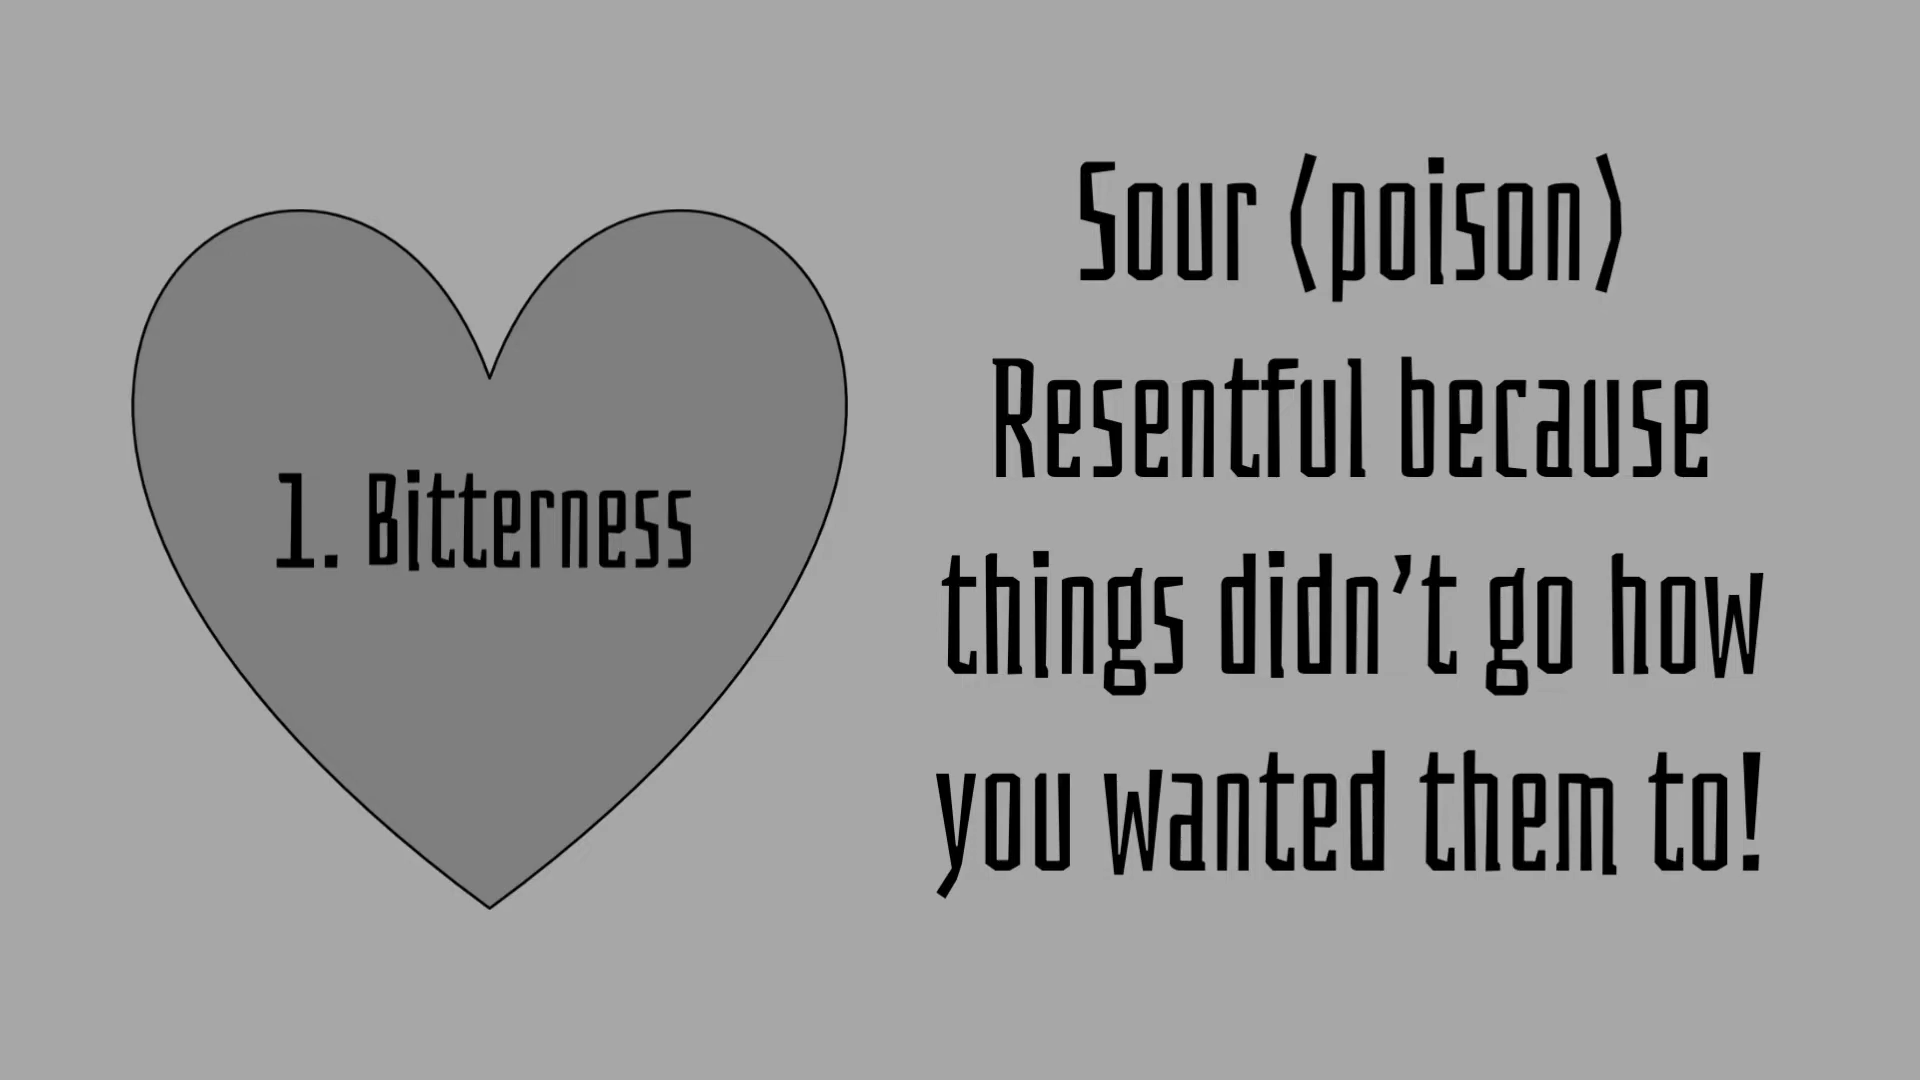 1. Bitterness
Sour (poison)
Resentful because
things didn't go how
you wanted them to!